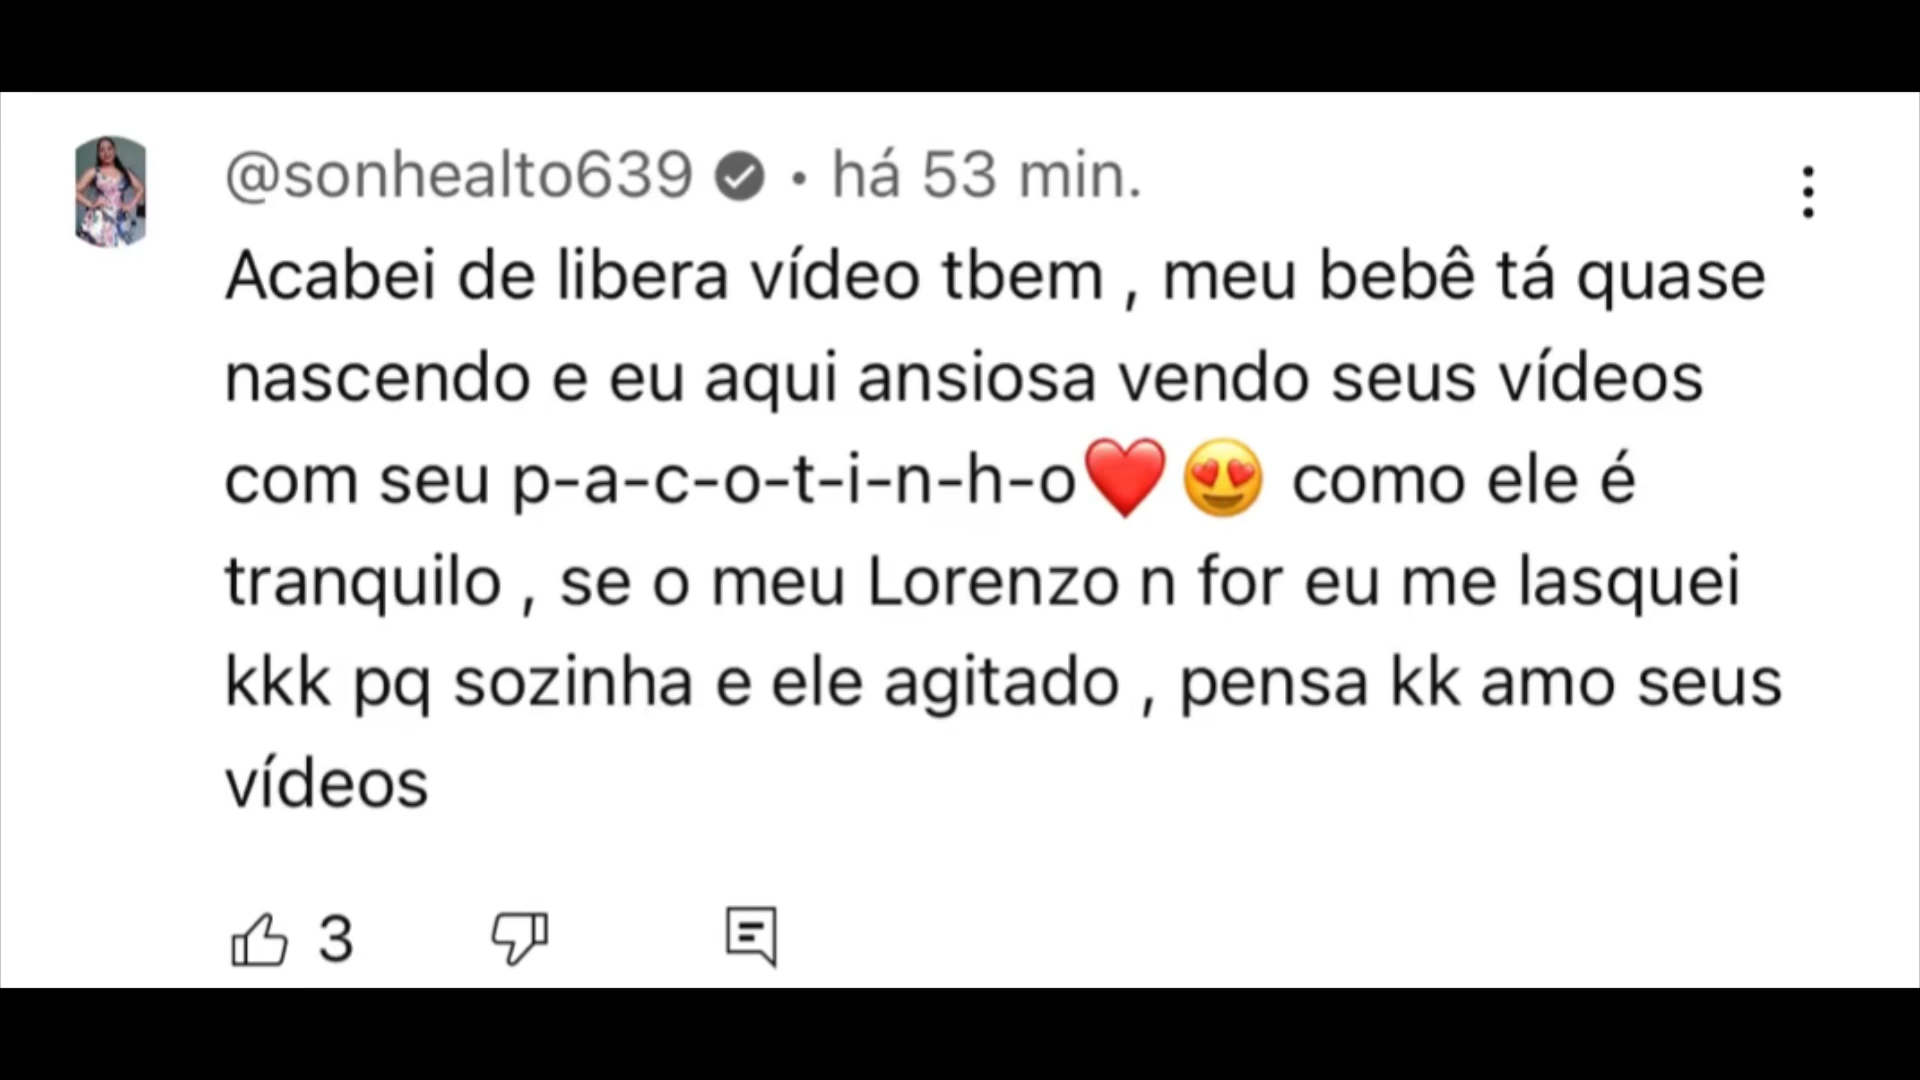 @sonhealto639 • há 53 min.
Acabei de libera vídeo tbem , meu bebê tá quase
nascendo e eu aqui ansiosa vendo seus vídeos
com seu p-a-c-o-t-i-n-h-o❤️😍 como ele é
tranquilo , se o meu Lorenzo n for eu me lasquei
kkk pq sozinha e ele agitado , pensa kk amo seus
vídeos
3